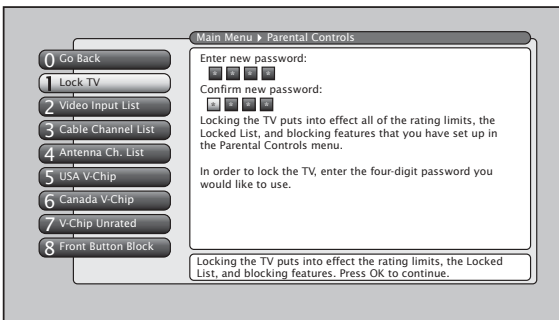 Main Menu ▶ Parental Controls
0 Go Back
1 Lock TV
2 Video Input List
3 Cable Channel List
4 Antenna Ch. List
5 USA V-Chip
6 Canada V-Chip
7 V-Chip Unrated
8 Front Button Block
Enter new password:
* * * *
Confirm new password:
* * * *
Locking the TV puts into effect all of the rating limits, the
Locked List, and blocking features that you have set up in
the Parental Controls menu.
In order to lock the TV, enter the four-digit password you
would like to use.
Locking the TV puts into effect the rating limits, the Locked
List, and blocking features. Press OK to continue.